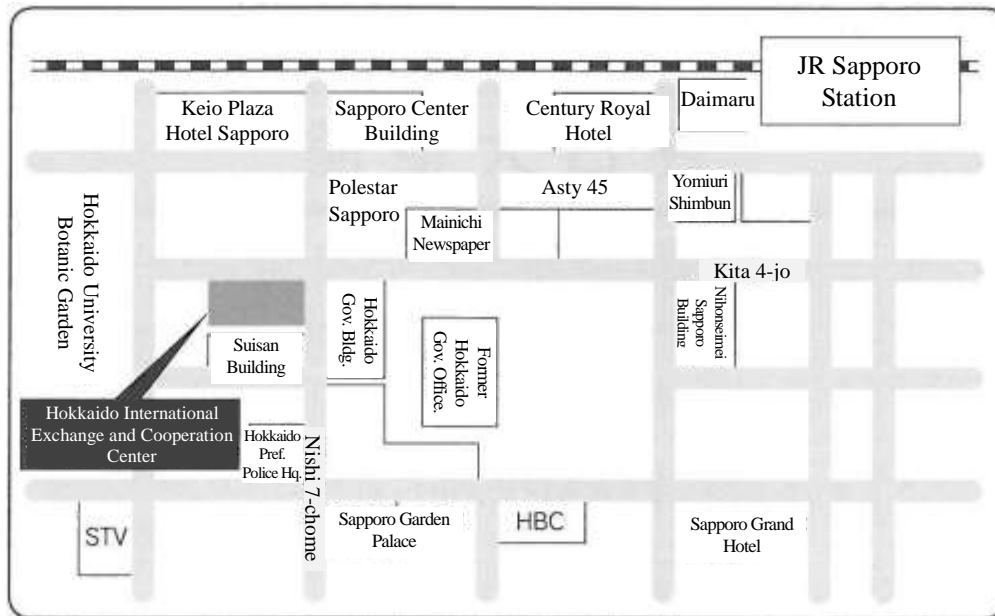 JR Sapporo
Station
Keio Plaza
Hotel Sapporo
Sapporo Center
Building
Century Royal
Hotel
Daimaru
Hokkaido University
Botanic Garden
Polestar
Sapporo
Mainichi
Newspaper
Asty 45
Yomiuri
Shimbun
Kita 4-jo
Hokkaido
Gov. Bldg.
Former
Hokkaido
Gov. Office.
Nihonseimei
Sapporo
Building
Suisan
Building
Hokkaido International
Exchange and Cooperation
Center
Hokkaido
Pref.
Police Hq.
Nishi 7-chome
STV
Sapporo Garden
Palace
HBC
Sapporo Grand
Hotel